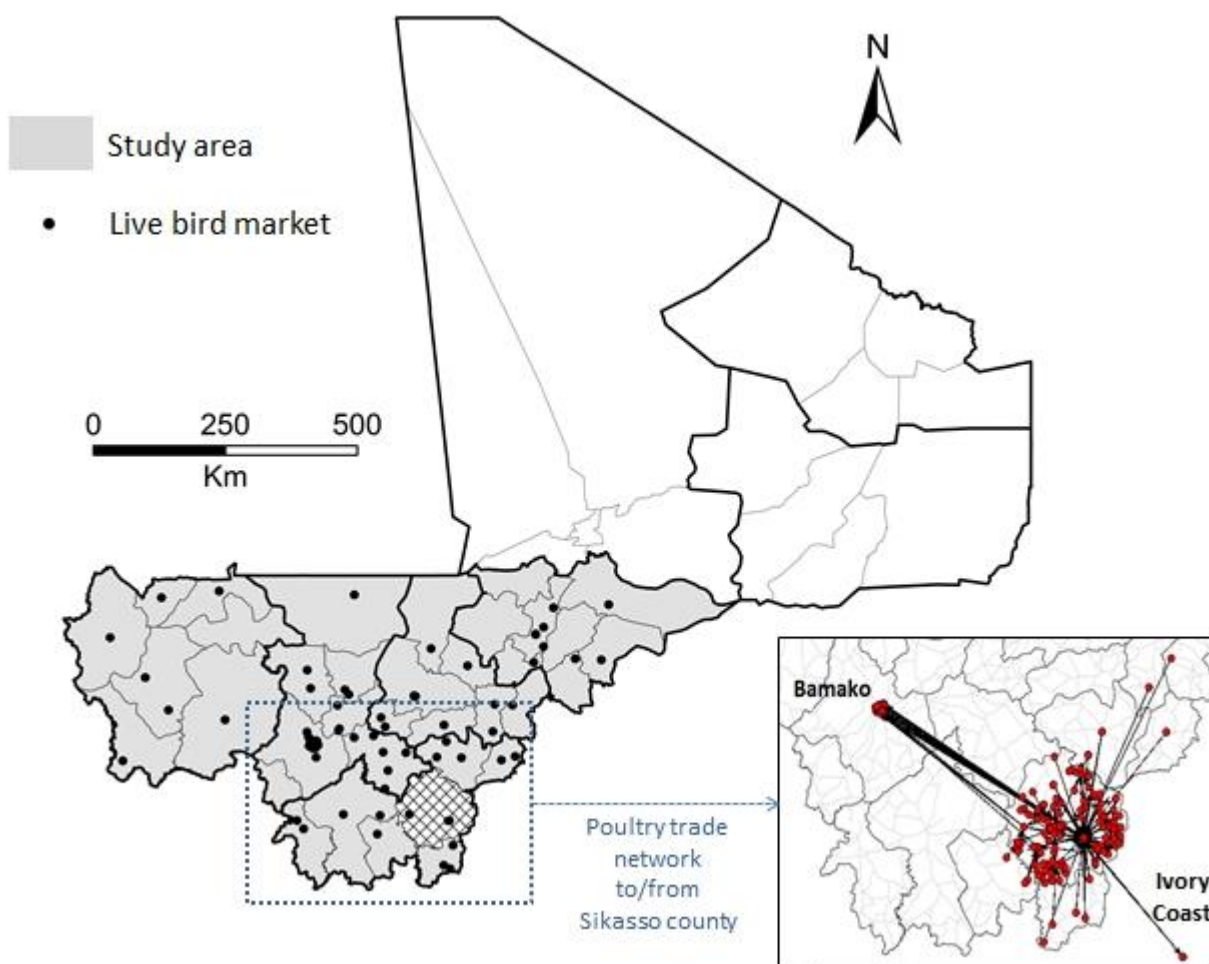 N
Study area
Live bird market
0 250 500
Km
Bamako
Poultry trade
network
to/from
Sikasso county
Ivory
Coast